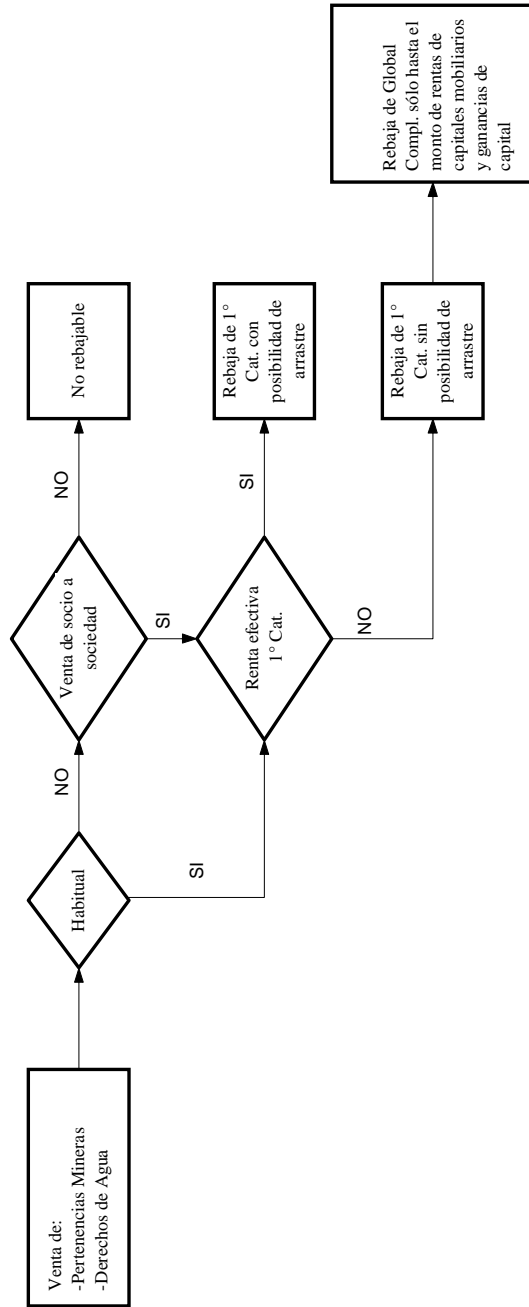 Venta de:
-Pertenencias Mineras
-Derechos de Agua
Habitual
NO
SI
Venta de socio a
sociedad
NO
SI
No rebajable
Renta efectiva
1° Cat.
SI
NO
Rebaja de 1°
Cat. con
posibilidad de
arrastre
Rebaja de 1°
Cat. sin
posibilidad de
arrastre
Rebaja de Global
Compl. sólo hasta el
monto de rentas de
capitales mobiliarios
y ganancias de
capital